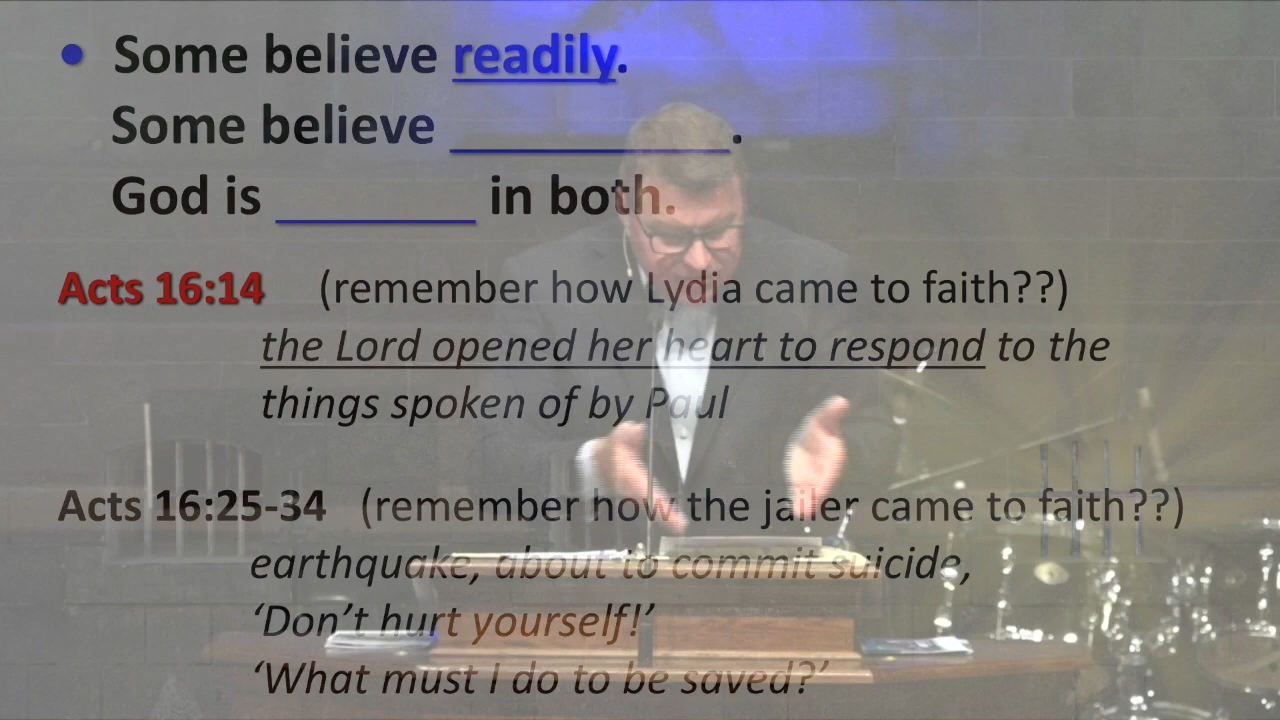 • Some believe readily.
Some believe ____________.
God is ________ in both.
Acts 16:14 (remember how Lydia came to faith??)
the Lord opened her heart to respond to the
things spoken of by Paul
Acts 16:25-34 (remember how the jailer came to faith??)
earthquake, about to commit suicide,
‘Don’t hurt yourself!’
‘What must I do to be saved?’